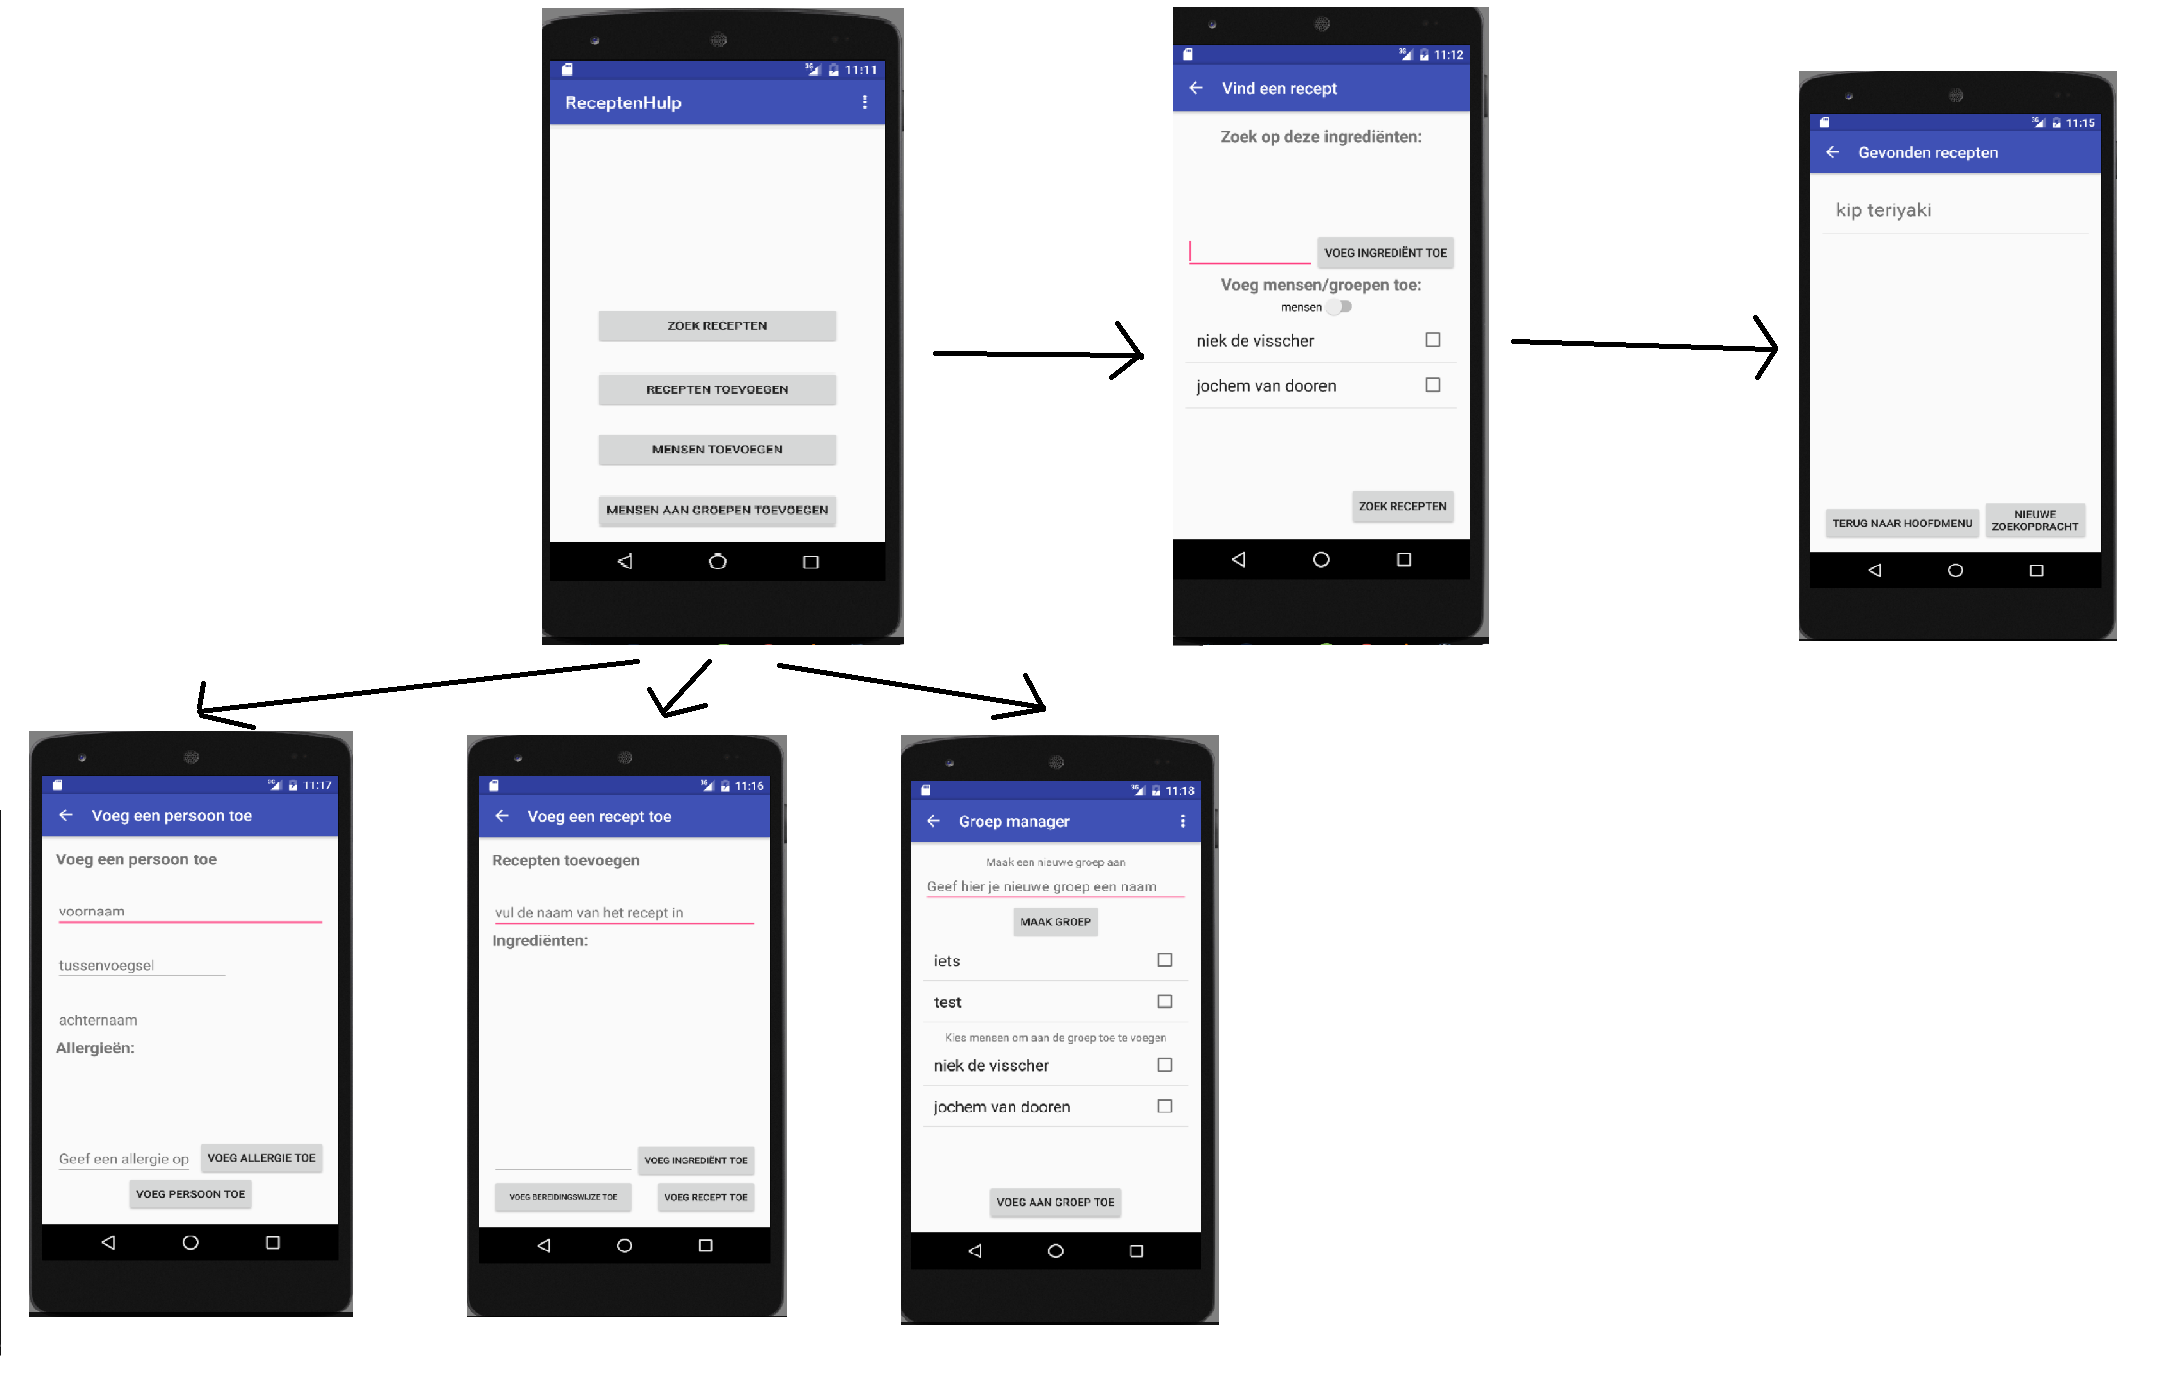 11:11
ReceptenHulp
ZOEK RECEPTEN
RECEPTEN TOEVOEGEN
MENSEN TOEVOEGEN
MENSEN AAN GROEPEN TOEVOEGEN
11:12
Vind een recept
Zoek op deze ingrediënten:
VOEG INGREDIËNT TOE
Voeg mensen/groepen toe:
mensen
niek de visscher
jochem van dooren
ZOEK RECEPTEN
11:15
Gevonden recepten
kip teriyaki
TERUG NAAR HOOFDMENU
NIEUWE
ZOEKOPDRACHT
11:17
Voeg een persoon toe
Voeg een persoon toe
voornaam
tussenvoegsel
achternaam
Allergieën:
Geef een allergie op
VOEG ALLERGIE TOE
VOEG PERSOON TOE
11:16
Voeg een recept toe
Recepten toevoegen
vul de naam van het recept in
Ingrediënten:
VOEG INGREDIËNT TOE
VOEG BEREIDINGSWIJZE TOE
VOEG RECEPT TOE
11:18
Groep manager
Maak een nieuwe groep aan
Geef hier je nieuwe groep een naam
MAAK GROEP
iets
test
Kies mensen om aan de groep toe te voegen
niek de visscher
jochem van dooren
VOEG AAN GROEP TOE